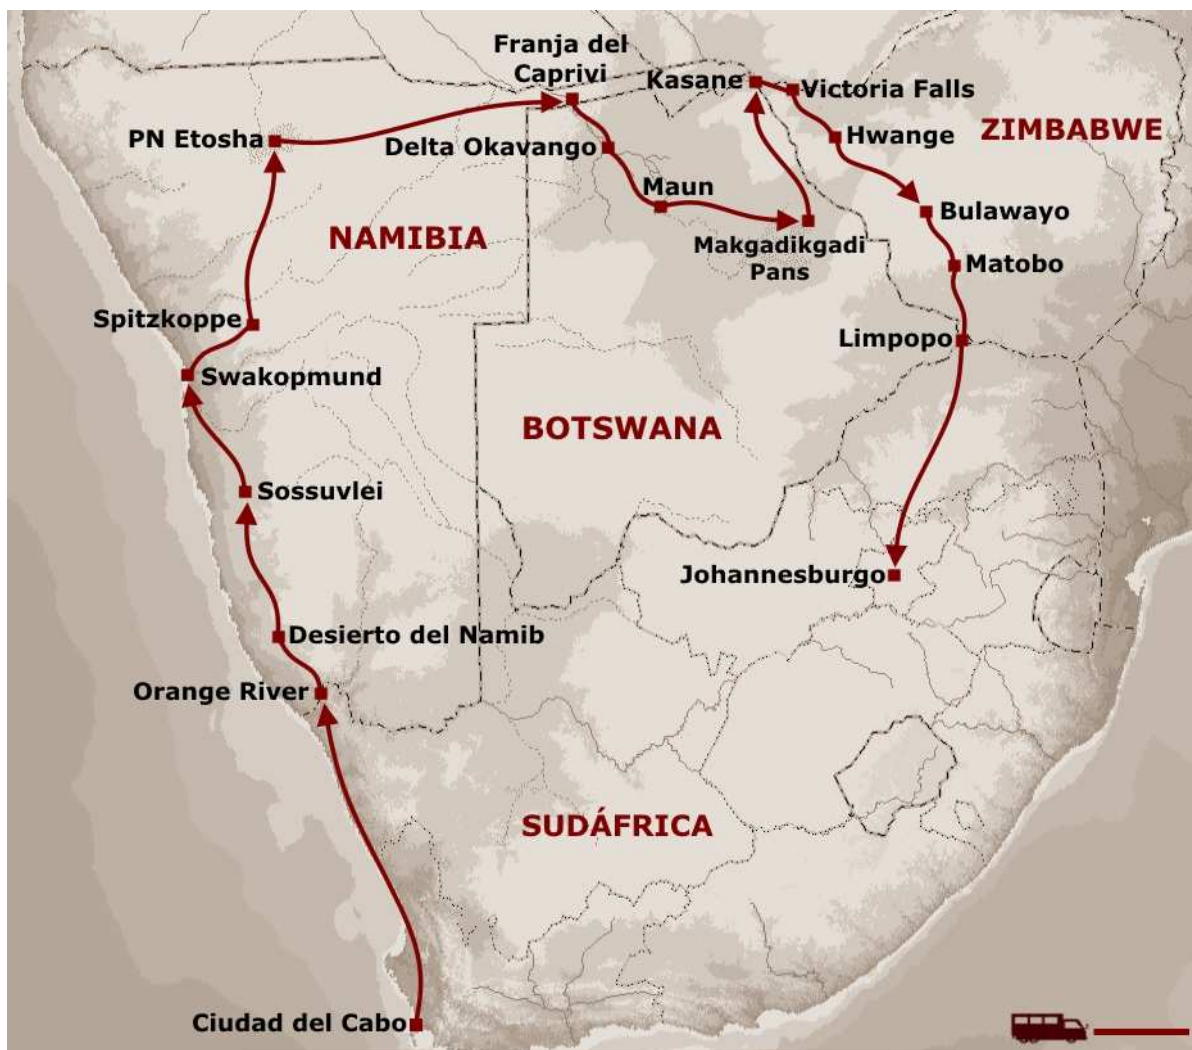 Franja del
Caprivi
Kasane
Victoria Falls
PN Etosha
Delta Okavango
Hwange
ZIMBABWE
Maun
Bulawayo
NAMIBIA
Makgadikgadi
Pans
Matobo
Spitzkoppe
Limpopo
Swakopmund
BOTSWANA
Sossuvlei
Johannesburgo
Desierto del Namib
Orange River
SUDÁFRICA
Ciudad del Cabo